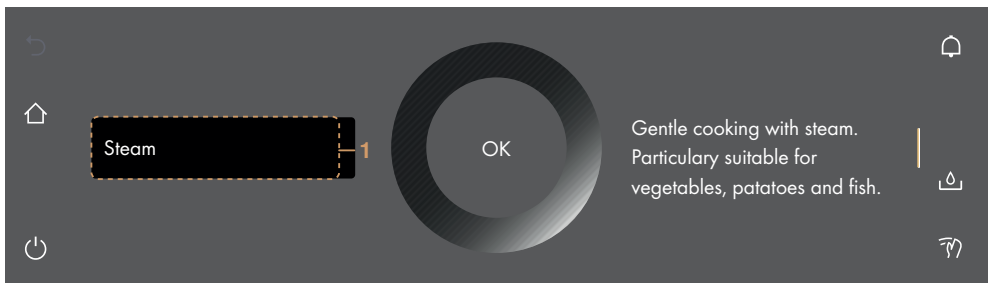 Steam
1
OK
Gentle cooking with steam.
Particulary suitable for
vegetables, patatoes and fish.